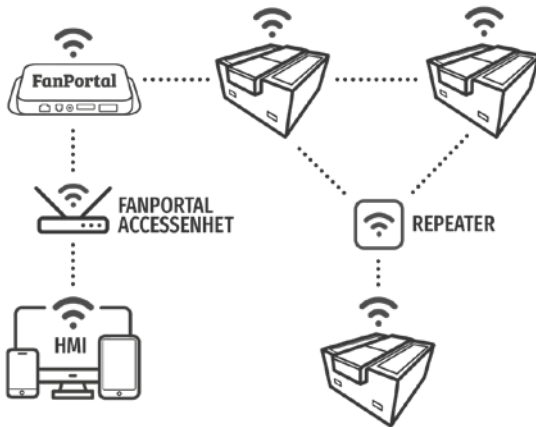 FanPortal
FANPORTAL
ACCESSENHET
REPEATER
HMI